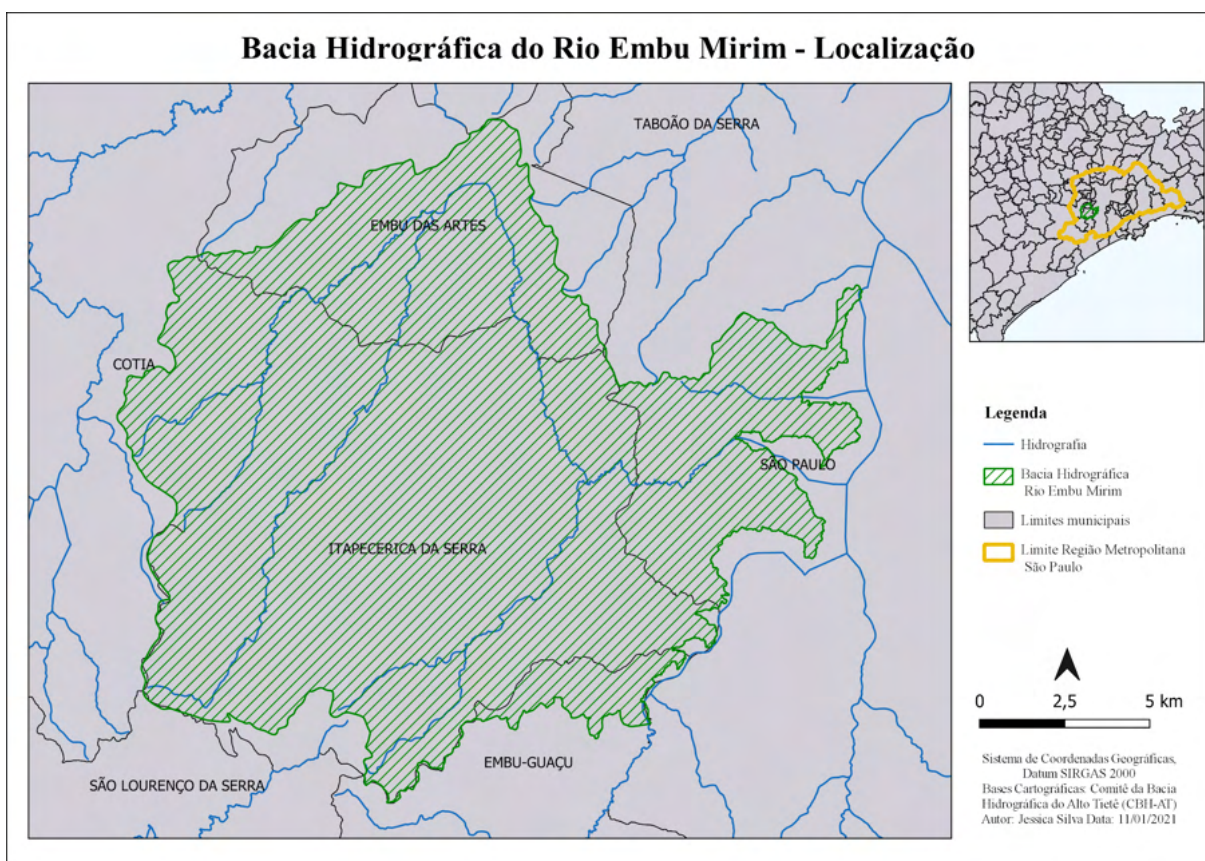 Bacia Hidrográfica do Rio Embu Mirim - Localização
TABOÃO DA SERRA
EMBU DAS ARTES
COTIA
SÃO PAULO
ITAPECERICA DA SERRA
EMBU-GUAÇU
SÃO LOURENÇO DA SERRA
Legenda
Hidrografia
Bacia Hidrográfica
Rio Embu Mirim
Limites municipais
Limite Região Metropolitana
São Paulo
0 2,5 5 km
Sistema de Coordenadas Geográficas,
Datum SIRGAS 2000
Bases Cartográficas: Comitê da Bacia
Hidrográfica do Alto Tietê (CBH-AT)
Autor: Jessica Silva Data: 11/01/2021